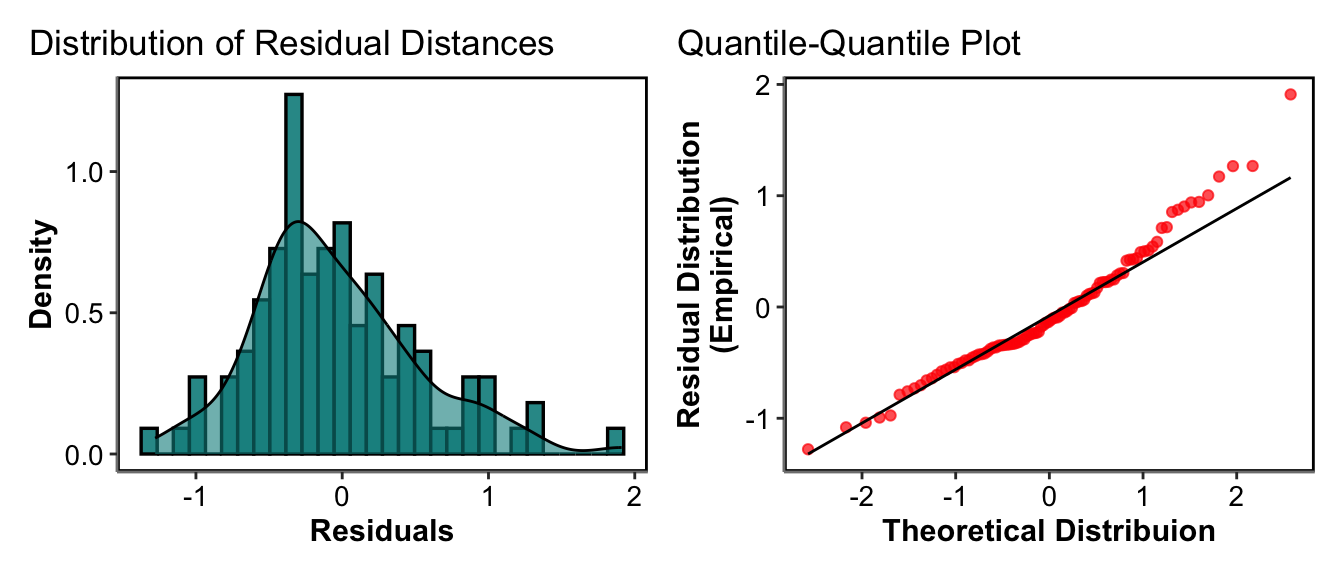 Distribution of Residual Distances
Density
1.0
0.5
0.0
-1
0
1
2
Residuals
Quantile-Quantile Plot
Residual Distribution
(Empirical)
2
1
0
-1
-2
-1
0
1
2
Theoretical Distribuion